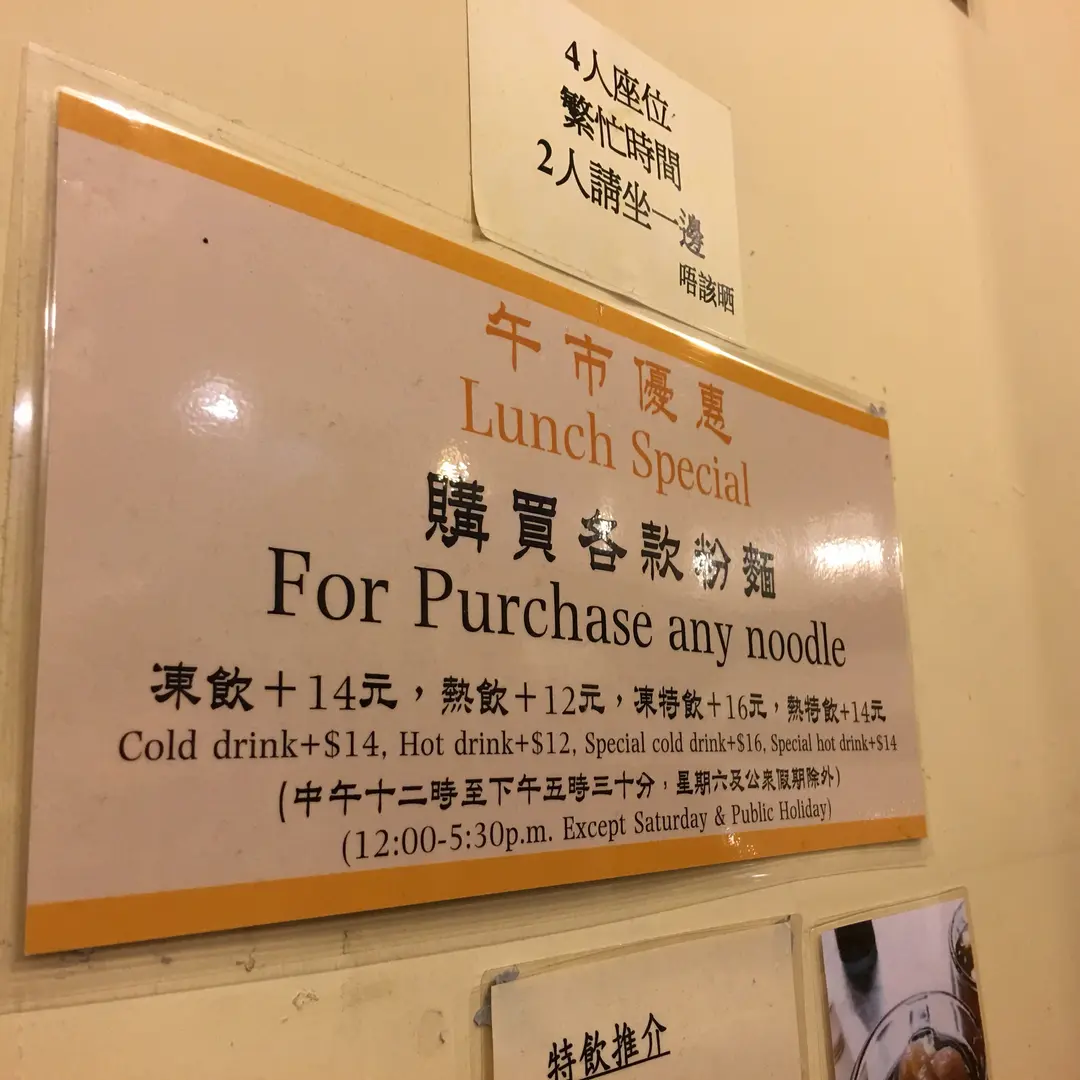 4人座位
繁忙時間
2人請坐一邊
唔該晒
午市優惠
Lunch Special
購買各款粉麵
For Purchase any noodle
凍飲＋14元，熱飲＋12元，凍特飲+16元，熱特飲+14元
Cold drink+$14, Hot drink+$12, Special cold drink+$16, Special hot drink+$14
(中午十二時至下午五時三十分，星期六及公眾假期除外)
(12:00-5:30p.m. Except Saturday & Public Holiday)
特飲推介